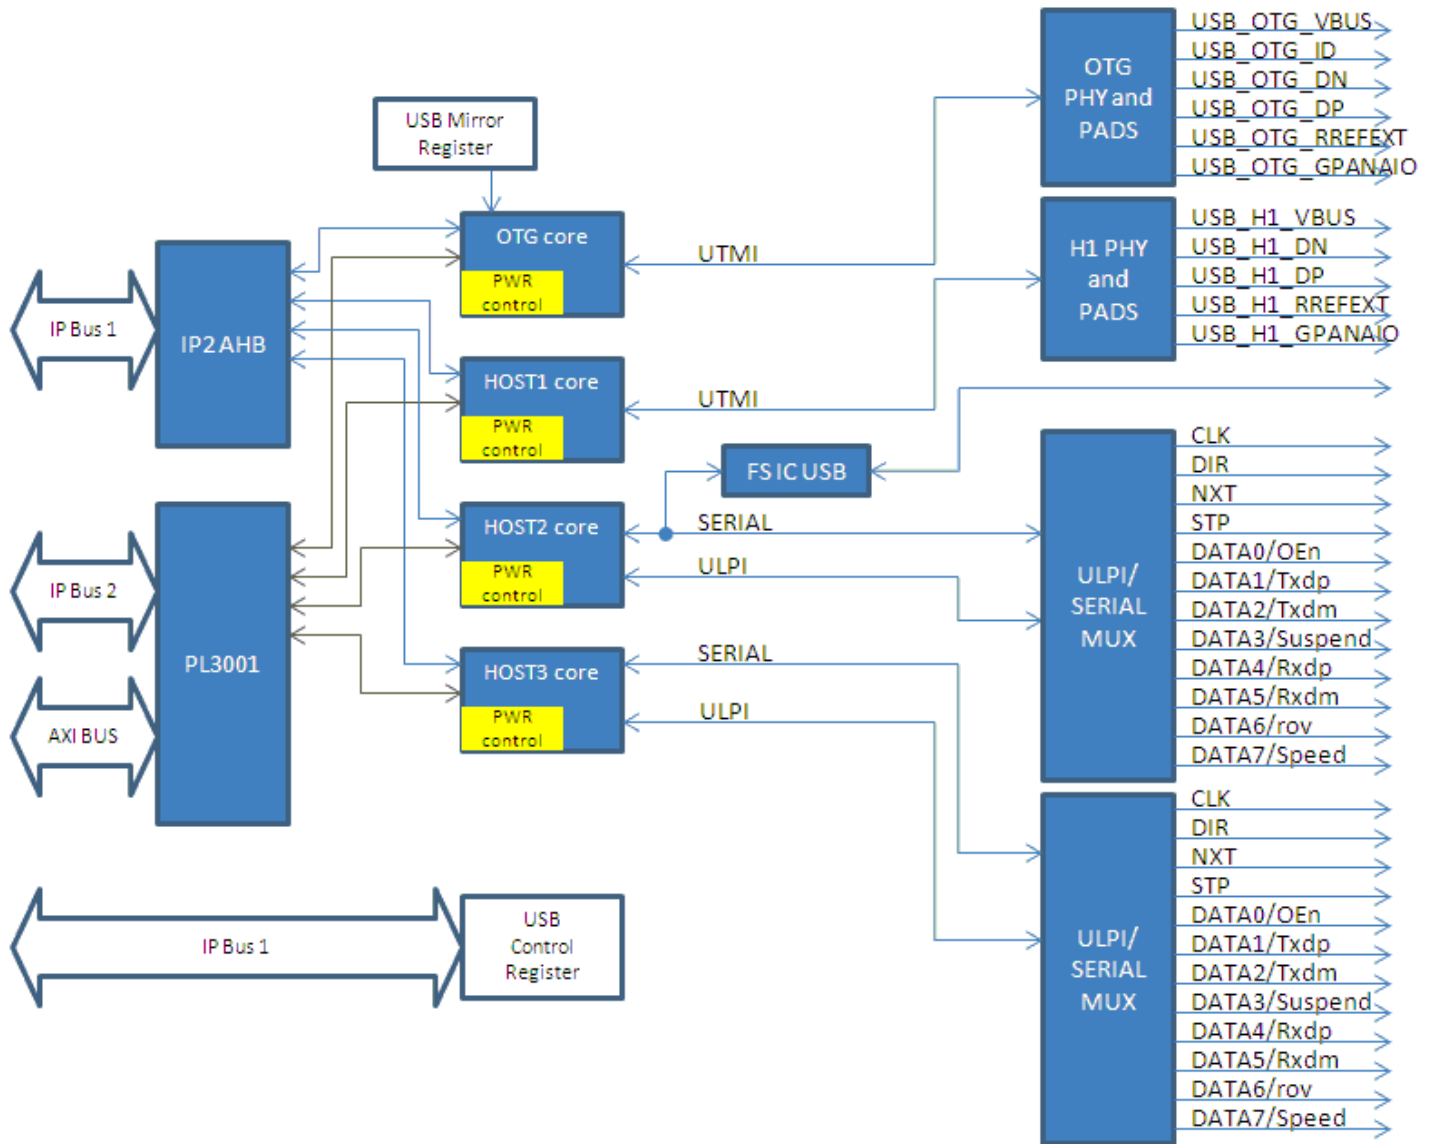 USB Mirror
Register
IP Bus 1
IP2 AHB
OTG core
PWR
control
HOST1 core
PWR
control
HOST2 core
PWR
control
HOST3 core
PWR
control
IP Bus 2
AXI BUS
PL3001
IP Bus 1
USB
Control
Register
UTMI
UTMI
FS IC USB
SERIAL
ULPI
SERIAL
ULPI
OTG
PHY and
PADS
USB_OTG_VBUS
USB_OTG_ID
USB_OTG_DN
USB_OTG_DP
USB_OTG_RREFEXT
USB_OTG_GPANAIO
H1 PHY
and
PADS
USB_H1_VBUS
USB_H1_DN
USB_H1_DP
USB_H1_RREFEXT
USB_H1_GPANAIO
ULPI/
SERIAL
MUX
CLK
DIR
NXT
STP
DATA0/OEn
DATA1/Txdp
DATA2/Txdm
DATA3/Suspend
DATA4/Rxdp
DATA5/Rxdm
DATA6/rov
DATA7/Speed
ULPI/
SERIAL
MUX
CLK
DIR
NXT
STP
DATA0/OEn
DATA1/Txdp
DATA2/Txdm
DATA3/Suspend
DATA4/Rxdp
DATA5/Rxdm
DATA6/rov
DATA7/Speed